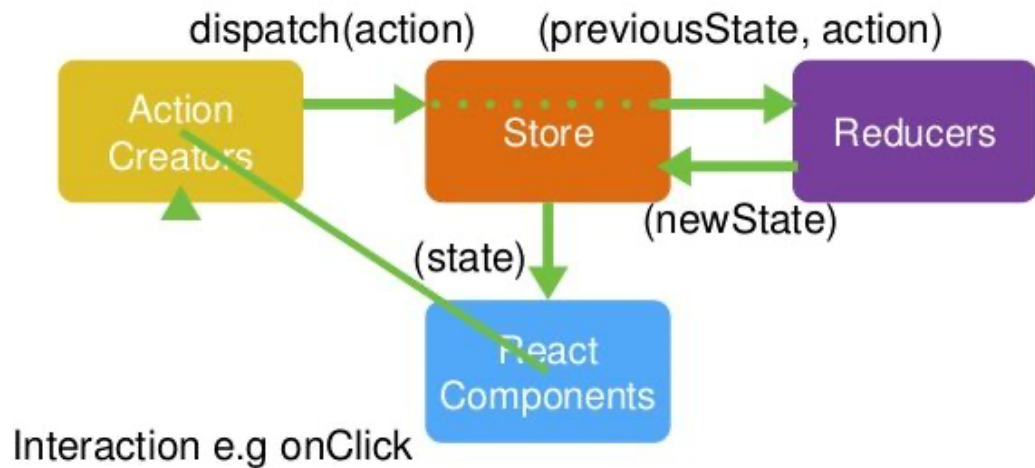 dispatch(action)
(previousState, action)
Action
Creators
Store
Reducers
(newState)
(state)
React
Components
Interaction e.g onClick